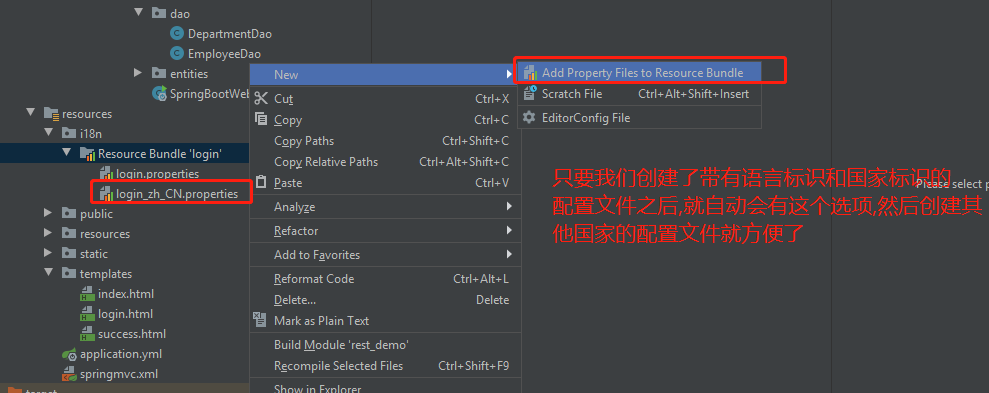 dao
DepartmentDao
EmployeeDao
entities
SpringBootWeb
resources
i18n
Resource Bundle 'login'
login.properties
login_zh_CN.properties
public
resources
static
templates
index.html
login.html
success.html
application.yml
springmvc.xml
New
Cut Ctrl+X
Copy Ctrl+C
Copy Paths Ctrl+Shift+C
Copy Relative Paths Ctrl+Alt+Shift+C
Paste Ctrl+V
Analyze
Refactor
Add to Favorites
Reformat Code Ctrl+Alt+L
Delete... Delete
Mark as Plain Text
Build Module 'rest_demo'
Recompile Selected Files Ctrl+Shift+F9
Show in Explorer
Add Property Files to Resource Bundle
Scratch File Ctrl+Alt+Shift+Insert
EditorConfig File
只要我们创建了带有语言标识和国家标识的
配置文件之后,就自动会有这个选项,然后创建其
他国家的配置文件就方便了
Please select p